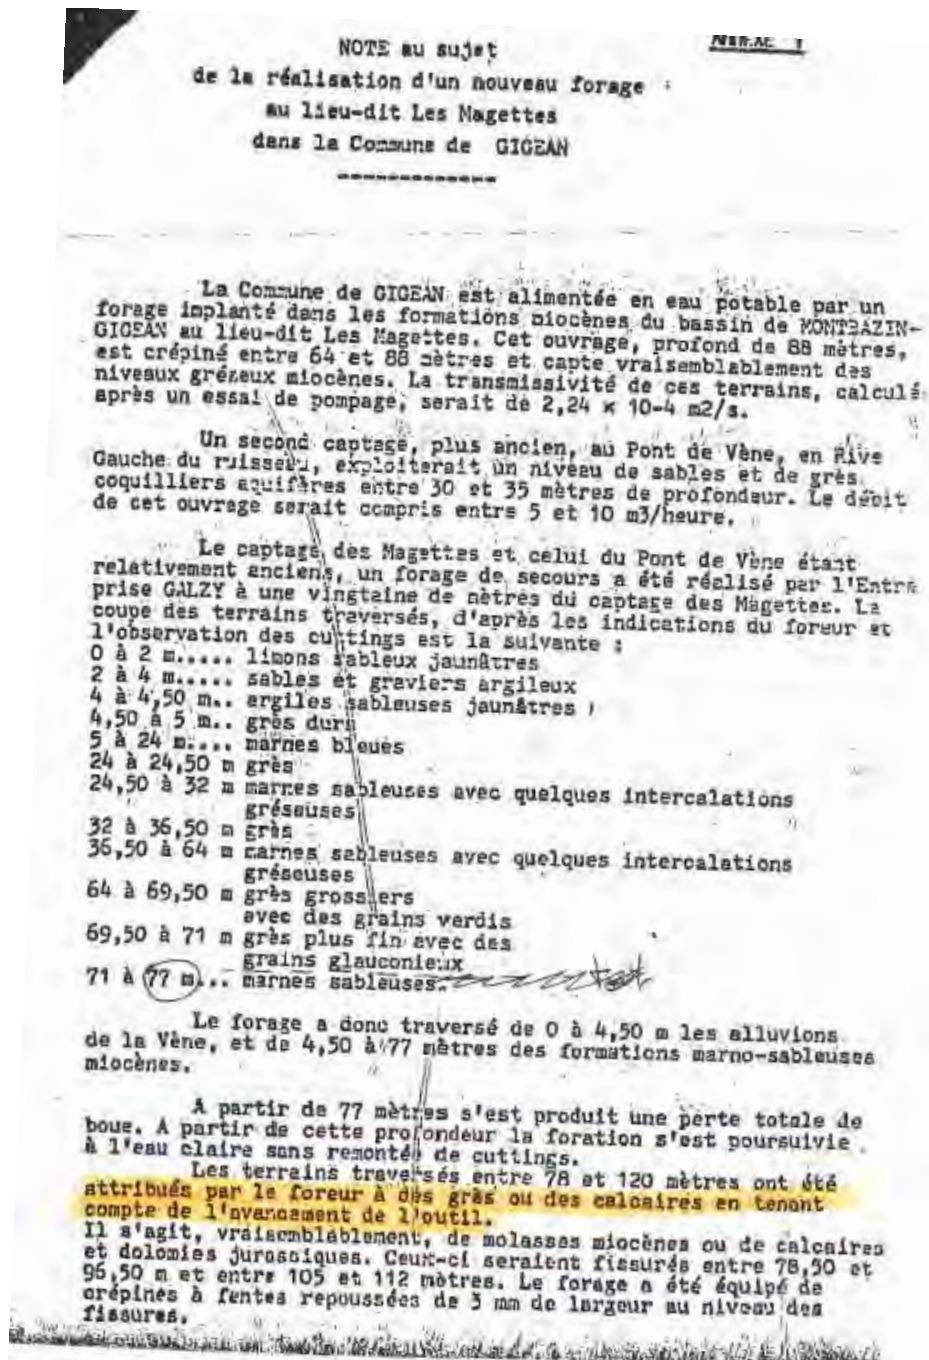 NOTE au sujet
de la réalisation d'un nouveau forage :
au lieu-dit Les Magettes
dans la Commune de GIGEAN
-------------
La Commune de GIGEAN est alimentée en eau potable par un
forage implanté dans les formations miocènes du bassin de MONTBAZIN-
GIGEAN au lieu-dit Les Magettes. Cet ouvrage, profond de 88 mètres,
est crépiné entre 64 et 88 mètres et capte vraisemblablement des
niveaux gréseux miocènes. La transmissivité de ces terrains, calculé
après un essai de pompage, serait de 2,24 x 10-4 m2/s.
Un second captage, plus ancien, au Pont de Vène, en Rive
Gauche du ruisseau, exploiterait un niveau de sables et de grès
coquilliers aquifères entre 30 et 35 mètres de profondeur. Le débit
de cet ouvrage serait compris entre 5 et 10 m3/heure.
Le captage des Magettes et celui du Pont de Vène étant
relativement anciens, un forage de secours a été réalisé par l'Entre
prise GALZY à une vingtaine de mètres du captage des Magettes. La
coupe des terrains traversés, d'après les indications du foreur et
l'observation des cuttings est la suivante :
0 à 2 m..... limons sableux jaunâtres
2 à 4 m..... sables et graviers argileux
4 à 4,50 m.. argiles sableuses jaunâtres
4,50 à 5 m.. grès durs
5 à 24 m.... marnes bleues
24 à 24,50 m grès
24,50 à 32 m marnes sableuses avec quelques intercalations
gréseuses
32 à 36,50 m grès
36,50 à 64 m marnes sableuses avec quelques intercalations
gréseuses
64 à 69,50 m grès grossiers
avec des grains verdis
69,50 à 71 m grès plus fin avec des
grains glauconieux
71 à 77 m... marnes sableuses.
Le forage a donc traversé de 0 à 4,50 m les alluvions
de la Vène, et de 4,50 à 77 mètres des formations marno-sableuses
miocènes.
A partir de 77 mètres s'est produit une perte totale de
boue. A partir de cette profondeur la foration s'est poursuivie
à l'eau claire sans remontée de cuttings.
Les terrains traversés entre 78 et 120 mètres ont été
attribués par le foreur à des grès ou des calcaires en tenant
compte de l'avancement de l'outil.
Il s'agit, vraisemblablement, de molasses miocènes ou de calcaires
et dolomies jurassiques. Ceux-ci seraient fissurés entre 78,50 et
96,50 m et entre 105 et 112 mètres. Le forage a été équipé de
crépines à fentes repoussées de 3 mm de largeur au niveau des
fissures.